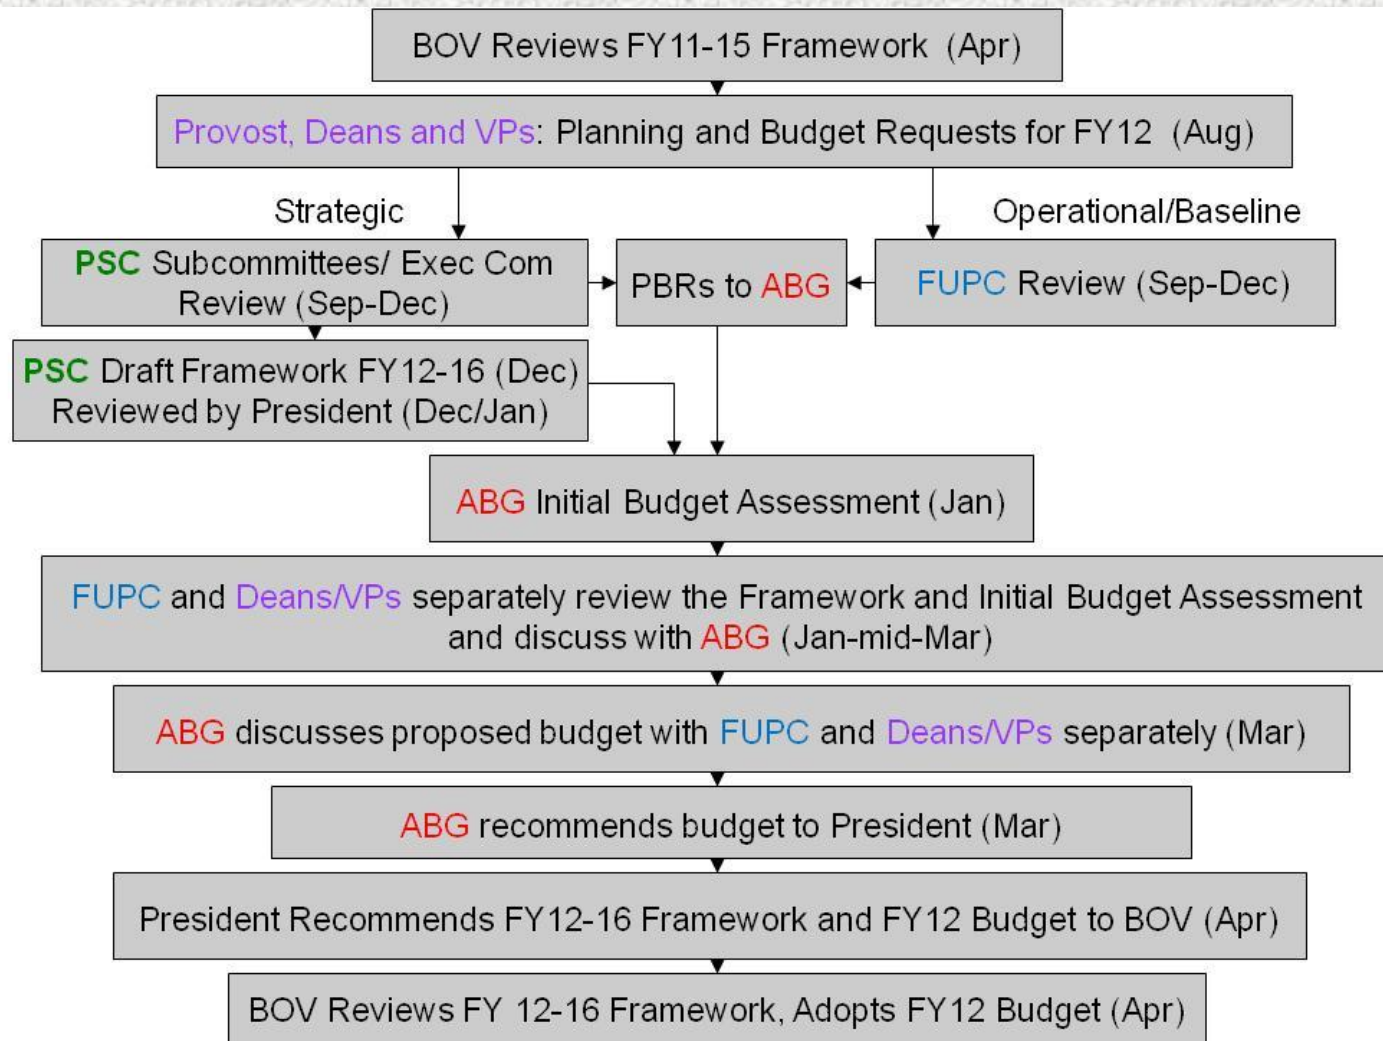 BOV Reviews FY11-15 Framework (Apr)
Provost, Deans and VPs: Planning and Budget Requests for FY12 (Aug)
Strategic
Operational/Baseline
PSC Subcommittees/ Exec Com
Review (Sep-Dec)
PBRs to ABG
FUPC Review (Sep-Dec)
PSC Draft Framework FY12-16 (Dec)
Reviewed by President (Dec/Jan)
ABG Initial Budget Assessment (Jan)
FUPC and Deans/VPs separately review the Framework and Initial Budget Assessment
and discuss with ABG (Jan-mid-Mar)
ABG discusses proposed budget with FUPC and Deans/VPs separately (Mar)
ABG recommends budget to President (Mar)
President Recommends FY12-16 Framework and FY12 Budget to BOV (Apr)
BOV Reviews FY 12-16 Framework, Adopts FY12 Budget (Apr)